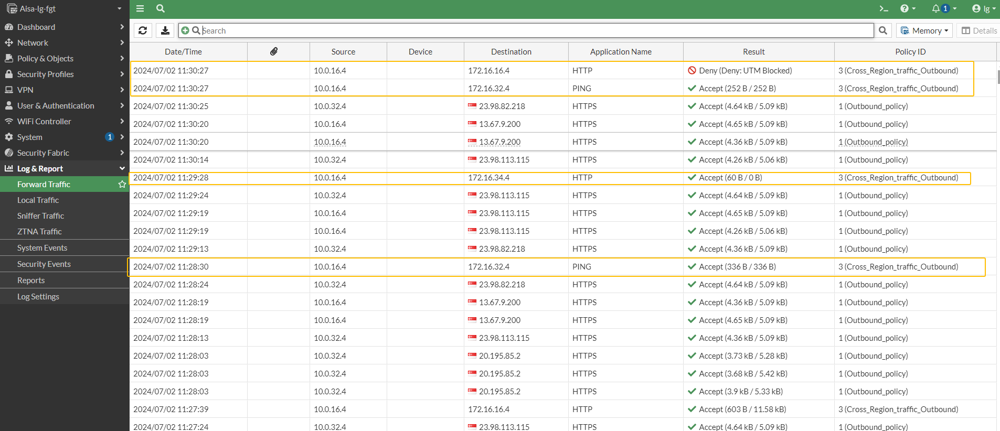 Aisa-lg-fgt
Dashboard
Network
Policy & Objects
Security Profiles
VPN
User & Authentication
WiFi Controller
System 1
Security Fabric
Log & Report
Forward Traffic
Local Traffic
Sniffer Traffic
ZTNA Traffic
System Events
Security Events
Reports
Log Settings
1 lg
Search Memory Details
Date/Time Source Device Destination Application Name Result Policy ID
2024/07/02 11:30:27 10.0.16.4 172.16.16.4 HTTP Deny (Deny: UTM Blocked) 3 (Cross_Region_traffic_Outbound)
2024/07/02 11:30:27 10.0.16.4 172.16.32.4 PING Accept (252 B / 252 B) 3 (Cross_Region_traffic_Outbound)
2024/07/02 11:30:25 10.0.32.4 23.98.82.218 HTTPS Accept (4.64 kB / 5.09 kB) 1 (Outbound_policy)
2024/07/02 11:30:20 10.0.16.4 13.67.9.200 HTTPS Accept (4.65 kB / 5.09 kB) 1 (Outbound_policy)
2024/07/02 11:30:20 10.0.16.4 13.67.9.200 HTTPS Accept (4.36 kB / 5.09 kB) 1 (Outbound_policy)
2024/07/02 11:30:14 10.0.32.4 23.98.113.115 HTTPS Accept (4.26 kB / 5.06 kB) 1 (Outbound_policy)
2024/07/02 11:29:28 10.0.16.4 172.16.34.4 HTTP Accept (60 B / 0 B) 3 (Cross_Region_traffic_Outbound)
2024/07/02 11:29:24 10.0.32.4 23.98.113.115 HTTPS Accept (4.64 kB / 5.09 kB) 1 (Outbound_policy)
2024/07/02 11:29:19 10.0.16.4 23.98.113.115 HTTPS Accept (4.65 kB / 5.09 kB) 1 (Outbound_policy)
2024/07/02 11:29:19 10.0.16.4 23.98.113.115 HTTPS Accept (4.26 kB / 5.06 kB) 1 (Outbound_policy)
2024/07/02 11:29:13 10.0.32.4 23.98.82.218 HTTPS Accept (4.36 kB / 5.09 kB) 1 (Outbound_policy)
2024/07/02 11:28:30 10.0.16.4 172.16.32.4 PING Accept (336 B / 336 B) 3 (Cross_Region_traffic_Outbound)
2024/07/02 11:28:24 10.0.32.4 23.98.82.218 HTTPS Accept (4.64 kB / 5.09 kB) 1 (Outbound_policy)
2024/07/02 11:28:19 10.0.16.4 13.67.9.200 HTTPS Accept (4.36 kB / 5.09 kB) 1 (Outbound_policy)
2024/07/02 11:28:19 10.0.16.4 13.67.9.200 HTTPS Accept (4.65 kB / 5.09 kB) 1 (Outbound_policy)
2024/07/02 11:28:13 10.0.32.4 23.98.113.115 HTTPS Accept (4.36 kB / 5.09 kB) 1 (Outbound_policy)
2024/07/02 11:28:03 10.0.32.4 20.195.85.2 HTTPS Accept (3.73 kB / 5.28 kB) 1 (Outbound_policy)
2024/07/02 11:28:03 10.0.32.4 20.195.85.2 HTTPS Accept (3.68 kB / 5.42 kB) 1 (Outbound_policy)
2024/07/02 11:28:03 10.0.32.4 20.195.85.2 HTTPS Accept (3.9 kB / 5.33 kB) 1 (Outbound_policy)
2024/07/02 11:27:39 10.0.16.4 172.16.16.4 HTTP Accept (603 B / 11.58 kB) 3 (Cross_Region_traffic_Outbound)
2024/07/02 11:27:24 10.0.32.4 23.98.113.115 HTTPS Accept (4.64 kB / 5.09 kB) 1 (Outbound_policy)